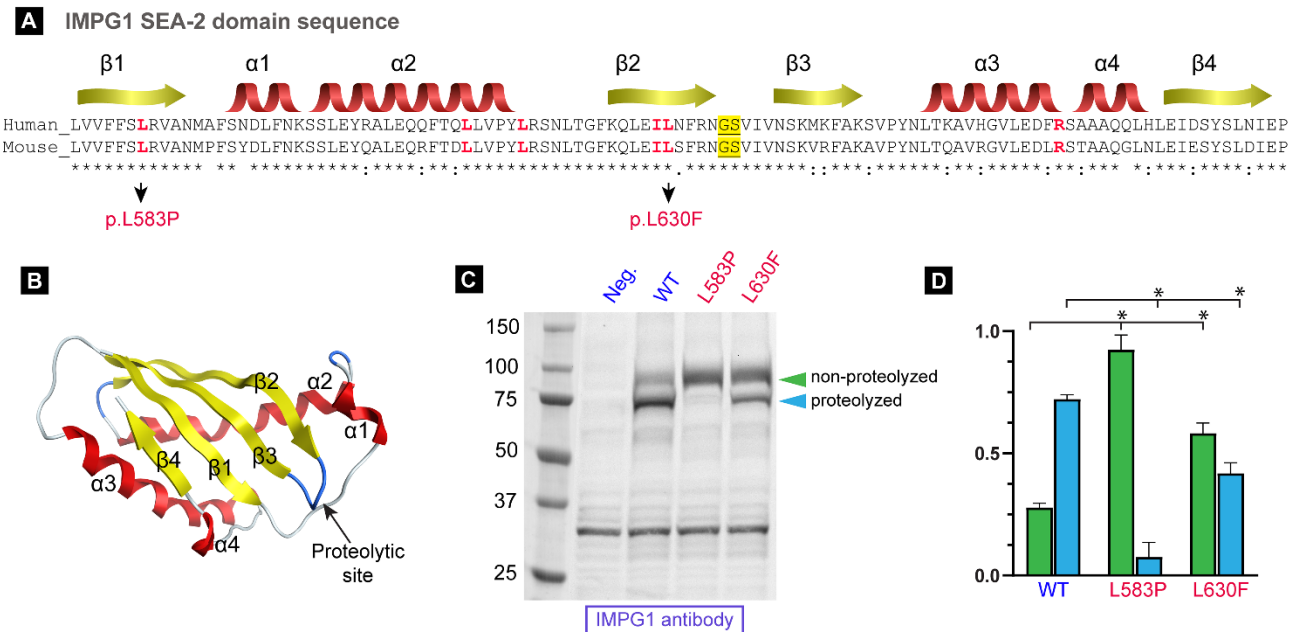 A IMPG1 SEA-2 domain sequence
β1 α1 α2 β2 β3 α3 α4 β4
Human_LVVFFSLRVANMAFSNDLFNKSSLEYRALEQQFTQLLVPYLRSNLTGFKQLEILNFRNGSVIVNSKMKFAKSVPYNLTKAVHGVLEDFRSAAAQQLHLEIDSYSLNIEP
Mouse_LVVFFSLRVANMPFSYDLFNKSSLEYQALEQRFTDLLVPYLRSNLTGFKQLEILSFRNGSVIVNSKVRFAKAVPYNLTQAVRGVLEDLRSTAAQGLNLEIESYSLDIEP
p.L583P p.L630F
B
β2 α2
α1
β4 β1 β3
α3
α4
Proteolytic
site
C
Neg. WT L583P L630F
150
100
75
50
37
25
non-proteolyzed
proteolyzed
IMPG1 antibody
D
* *
* *
1.0
0.5
0.0
WT L583P L630F